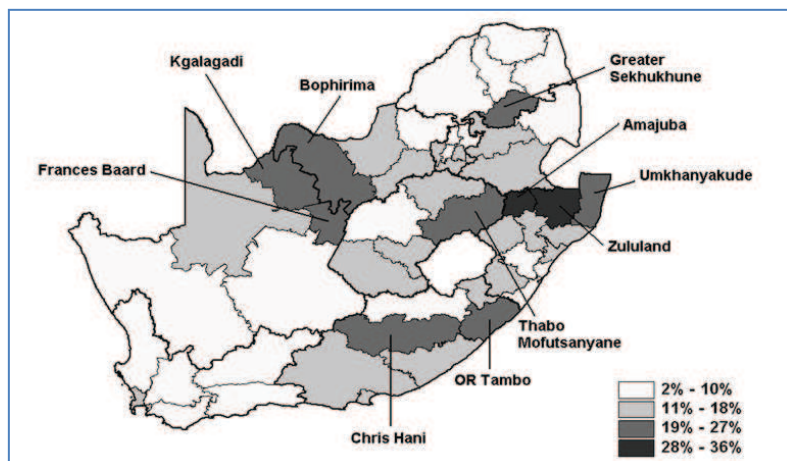 Kgalagadi
Bophirima
Greater
Sekhukhune
Amajuba
Frances Baard
Umkhanyakude
Zululand
Thabo
Mofutsanyane
OR Tambo
Chris Hani
2% - 10%
11% - 18%
19% - 27%
28% - 36%